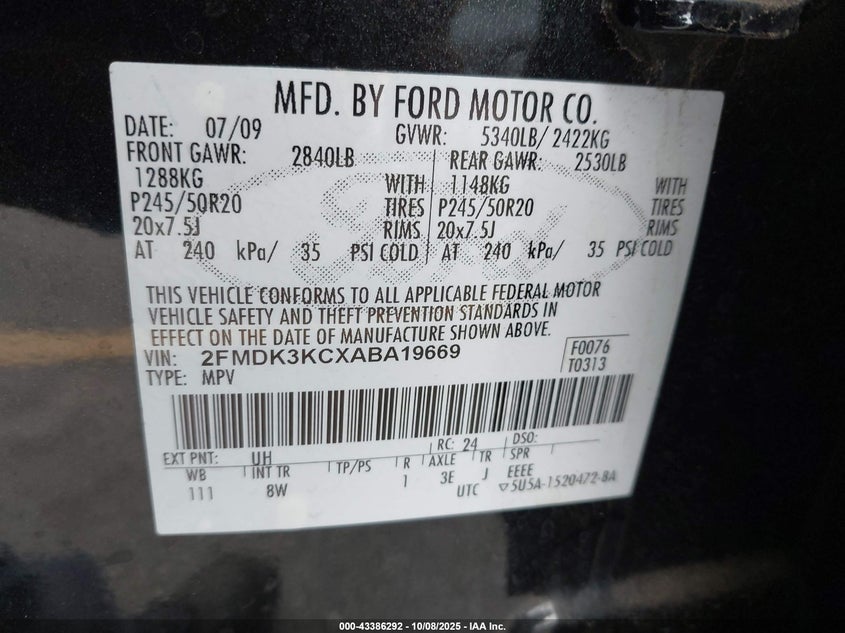 MFD. BY FORD MOTOR CO.
DATE: 07/09 GVWR: 5340LB/ 2422KG
FRONT GAWR: 2840LB REAR GAWR: 2530LB
1288KG WITH 1148KG WITH
P245/50R20 TIRES P245/50R20 TIRES
20x7.5J RIMS 20x7.5J RIMS
AT 240 kPa/ 35 PSI COLD AT 240 kPa/ 35 PSI COLD
THIS VEHICLE CONFORMS TO ALL APPLICABLE FEDERAL MOTOR
VEHICLE SAFETY AND THEFT PREVENTION STANDARDS IN
EFFECT ON THE DATE OF MANUFACTURE SHOWN ABOVE.
VIN: 2FMDK3KCXABA19669 F0076
TYPE: MPV T0313
EXT PNT: UH RC: 24 DSO:
WB INT TR TP/PS R AXLE TR SPR
111 8W 1 3E J EEEE
UTC ▽5U5A-1520472-BA
Ford
000-43386292 - 10/08/2025 - IAA Inc.